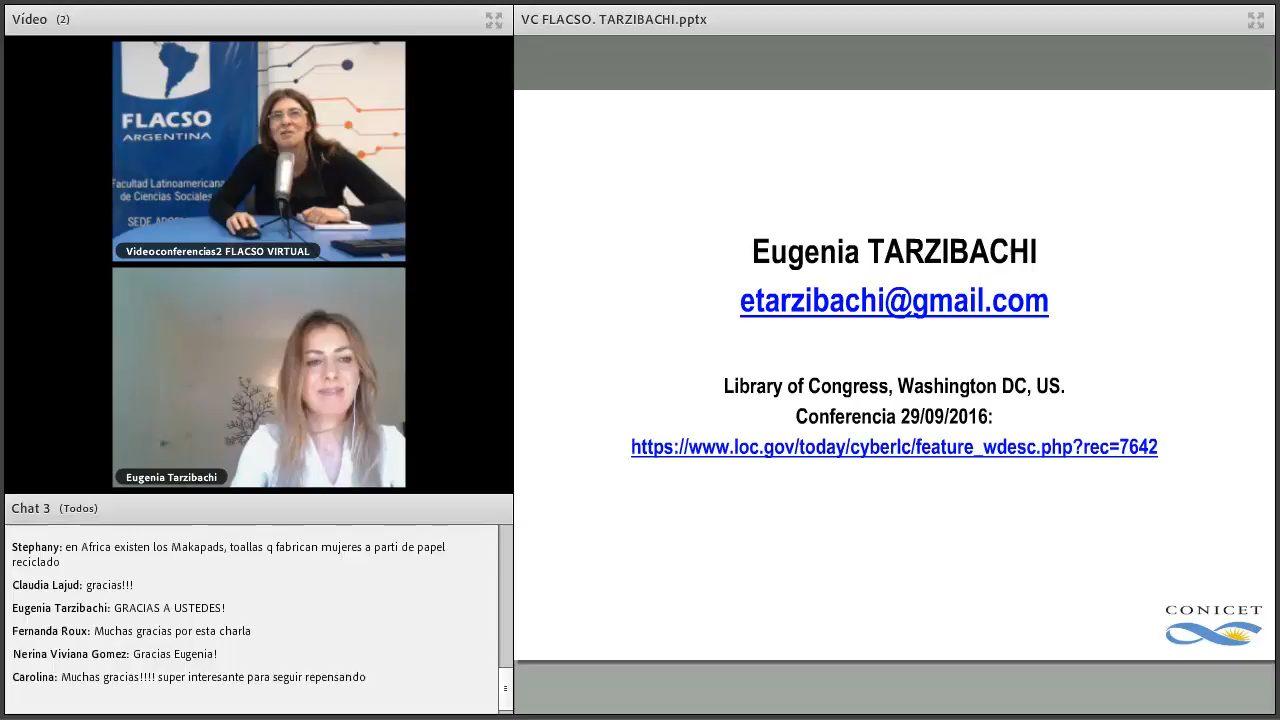 Vídeo (2)
FLACSO
ARGENTINA
Facultad Latinoamericana
de Ciencias Sociales
Videoconferencias2 FLACSO VIRTUAL
Eugenia Tarzibachi
Chat 3 (Todos)
Stephany: en Africa existen los Makapads, toallas q fabrican mujeres a parti de papel
reciclado
Claudia Lajud: gracias!!!
Eugenia Tarzibachi: GRACIAS A USTEDES!
Fernanda Roux: Muchas gracias por esta charla
Nerina Viviana Gomez: Gracias Eugenia!
Carolina: Muchas gracias!!!! super interesante para seguir repensando
VC FLACSO. TARZIBACHI.pptx
Eugenia TARZIBACHI
etarzibachi@gmail.com
Library of Congress, Washington DC, US.
Conferencia 29/09/2016:
https://www.loc.gov/today/cyberlc/feature_wdesc.php?rec=7642
CONICET